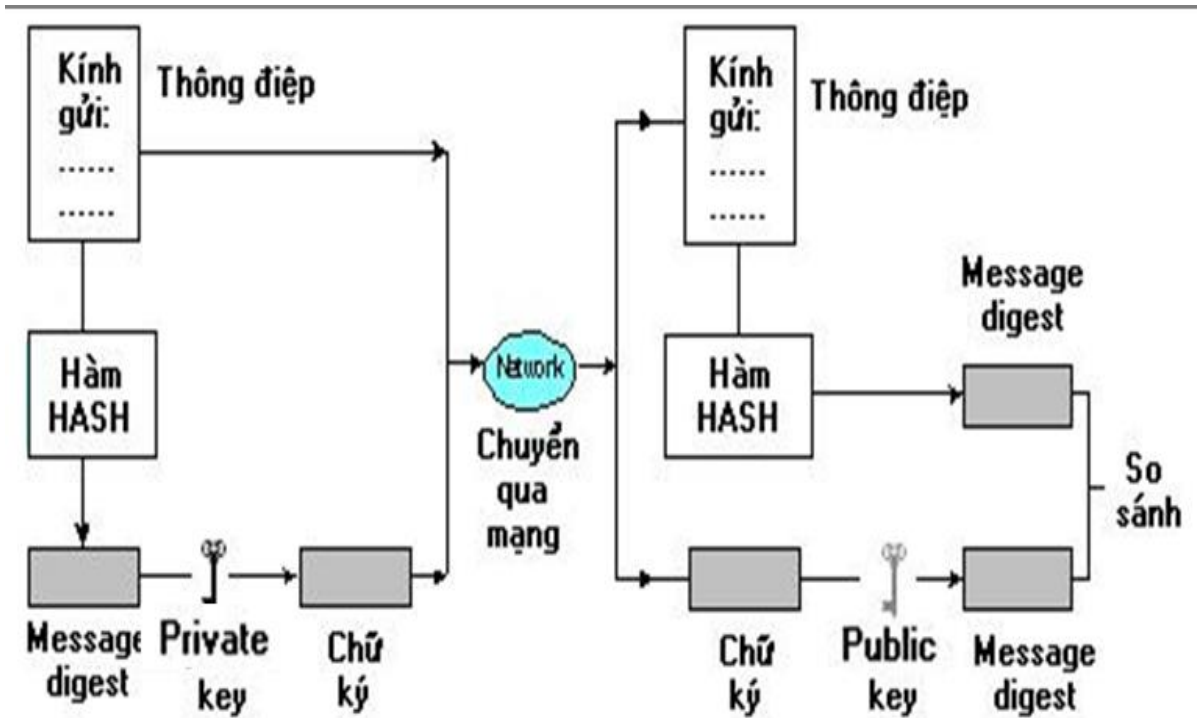 Kính
gửi:
......
......
Thông điệp
Hàm
HASH
Message
digest
Private
key
Chữ
ký
Network
Chuyển
qua
mạng
Kính
gửi:
......
......
Thông điệp
Hàm
HASH
Message
digest
So
sánh
Chữ
ký
Public
key
Message
digest